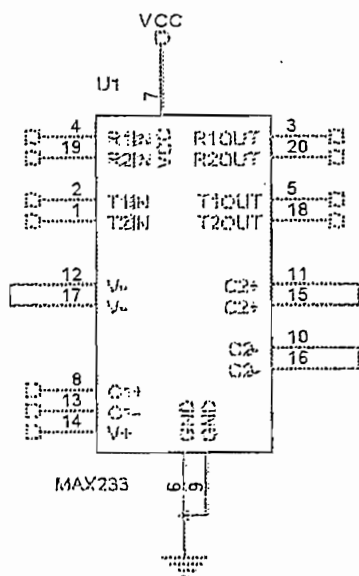 VCC
U1
7
4 R1IN VCC R1OUT 3
19 R2IN R2OUT 20
2 T1IN T1OUT 5
1 T2IN T2OUT 18
12 V- C2+ 11
17 V- C2+ 15
C2- 10
C2- 16
8 C1+
13 C1-
14 V+
GND GND
MAX233
6 9